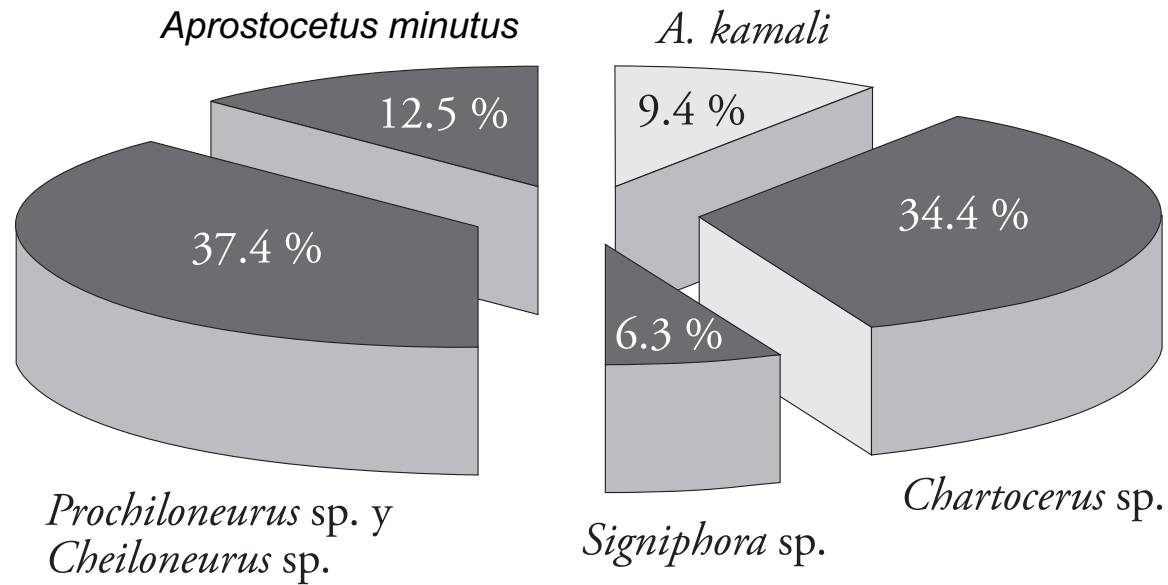 Aprostocetus minutus
A. kamali
12.5 %
9.4 %
37.4 %
34.4 %
6.3 %
Prochiloneurus sp. y
Cheiloneurus sp.
Signiphora sp.
Chartocerus sp.